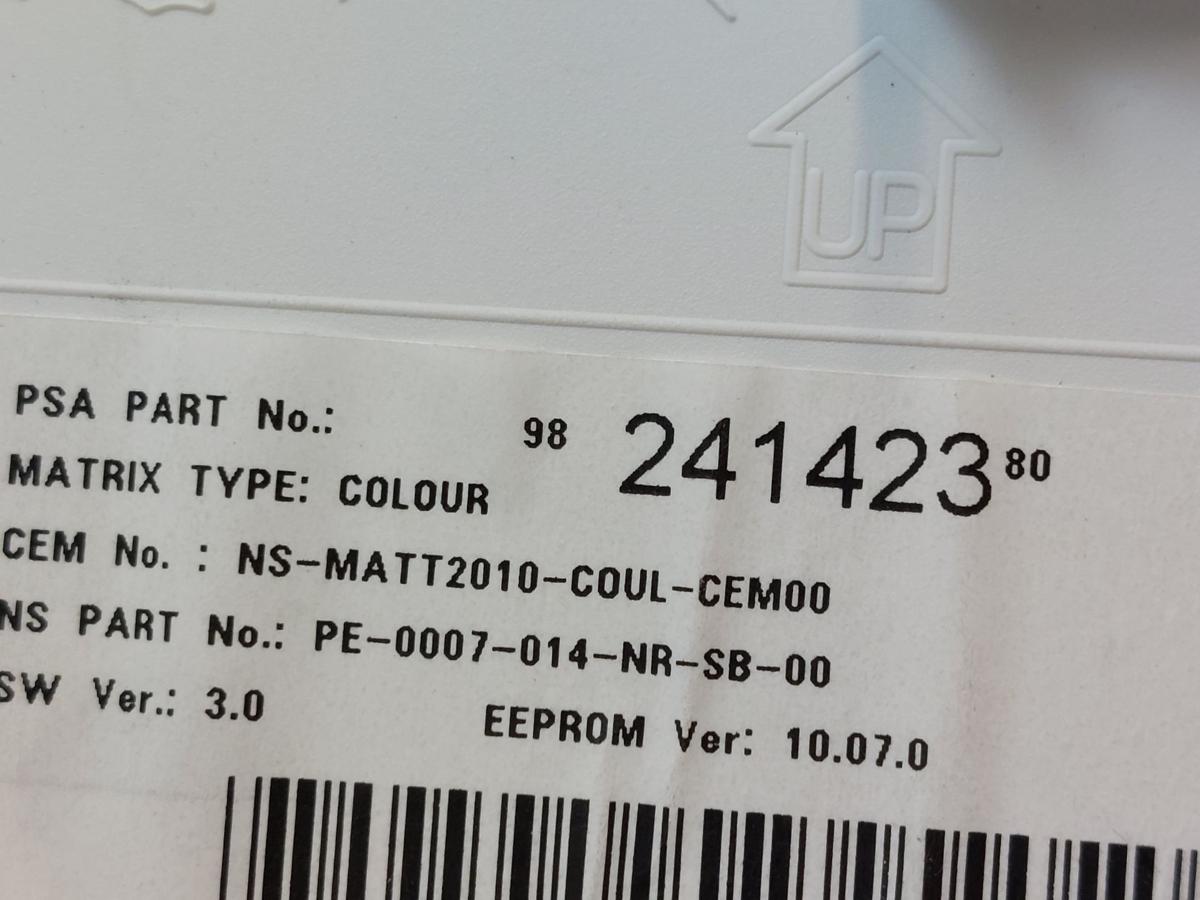 UP
PSA PART No.: 98 241423 80
MATRIX TYPE: COLOUR
CEM No. : NS-MATT2010-COUL-CEM00
NS PART No.: PE-0007-014-NR-SB-00
SW Ver.: 3.0 EEPROM Ver: 10.07.0